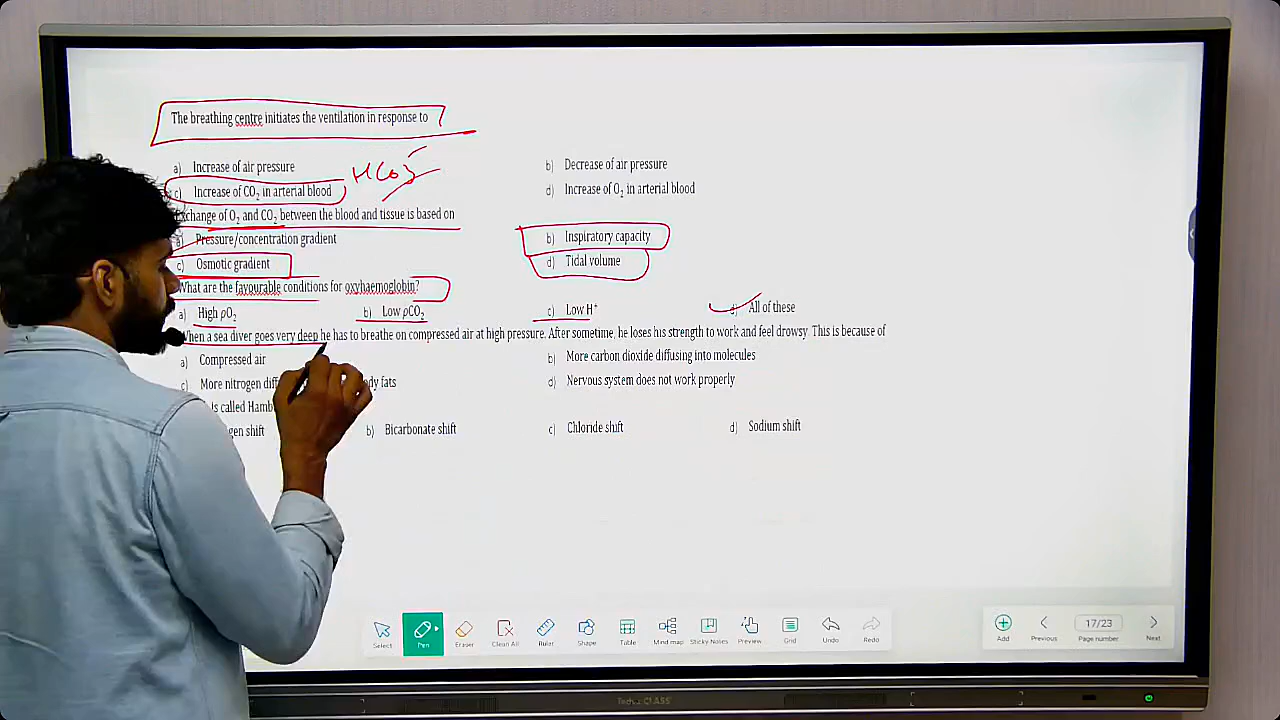 The breathing centre initiates the ventilation in response to
a) Increase of air pressure b) Decrease of air pressure
HCO3-
c) Increase of CO2 in arterial blood d) Increase of O2 in arterial blood
Exchange of O2 and CO2 between the blood and tissue is based on
a) Pressure/concentration gradient b) Inspiratory capacity
c) Osmotic gradient d) Tidal volume
What are the favourable conditions for oxyhaemoglobin?
a) High pO2 b) Low pCO2 c) Low H+ d) All of these
When a sea diver goes very deep he has to breathe on compressed air at high pressure. After sometime, he loses his strength to work and feel drowsy. This is because of
a) Compressed air b) More carbon dioxide diffusing into molecules
c) More nitrogen fats d) Nervous system does not work properly
is called
shift b) Bicarbonate shift c) Chloride shift d) Sodium shift
Select Pen Eraser Clean All Ruler Shape Table Mind map Sticky Notes Preview Grid Undo Redo
Add Previous 17/23 Page number Next